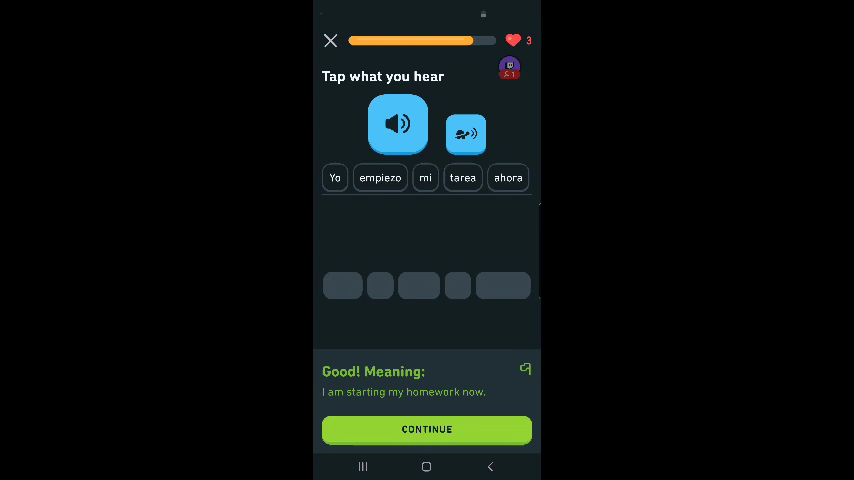 3
Tap what you hear
Yo empiezo mi tarea ahora
Good! Meaning:
I am starting my homework now.
CONTINUE